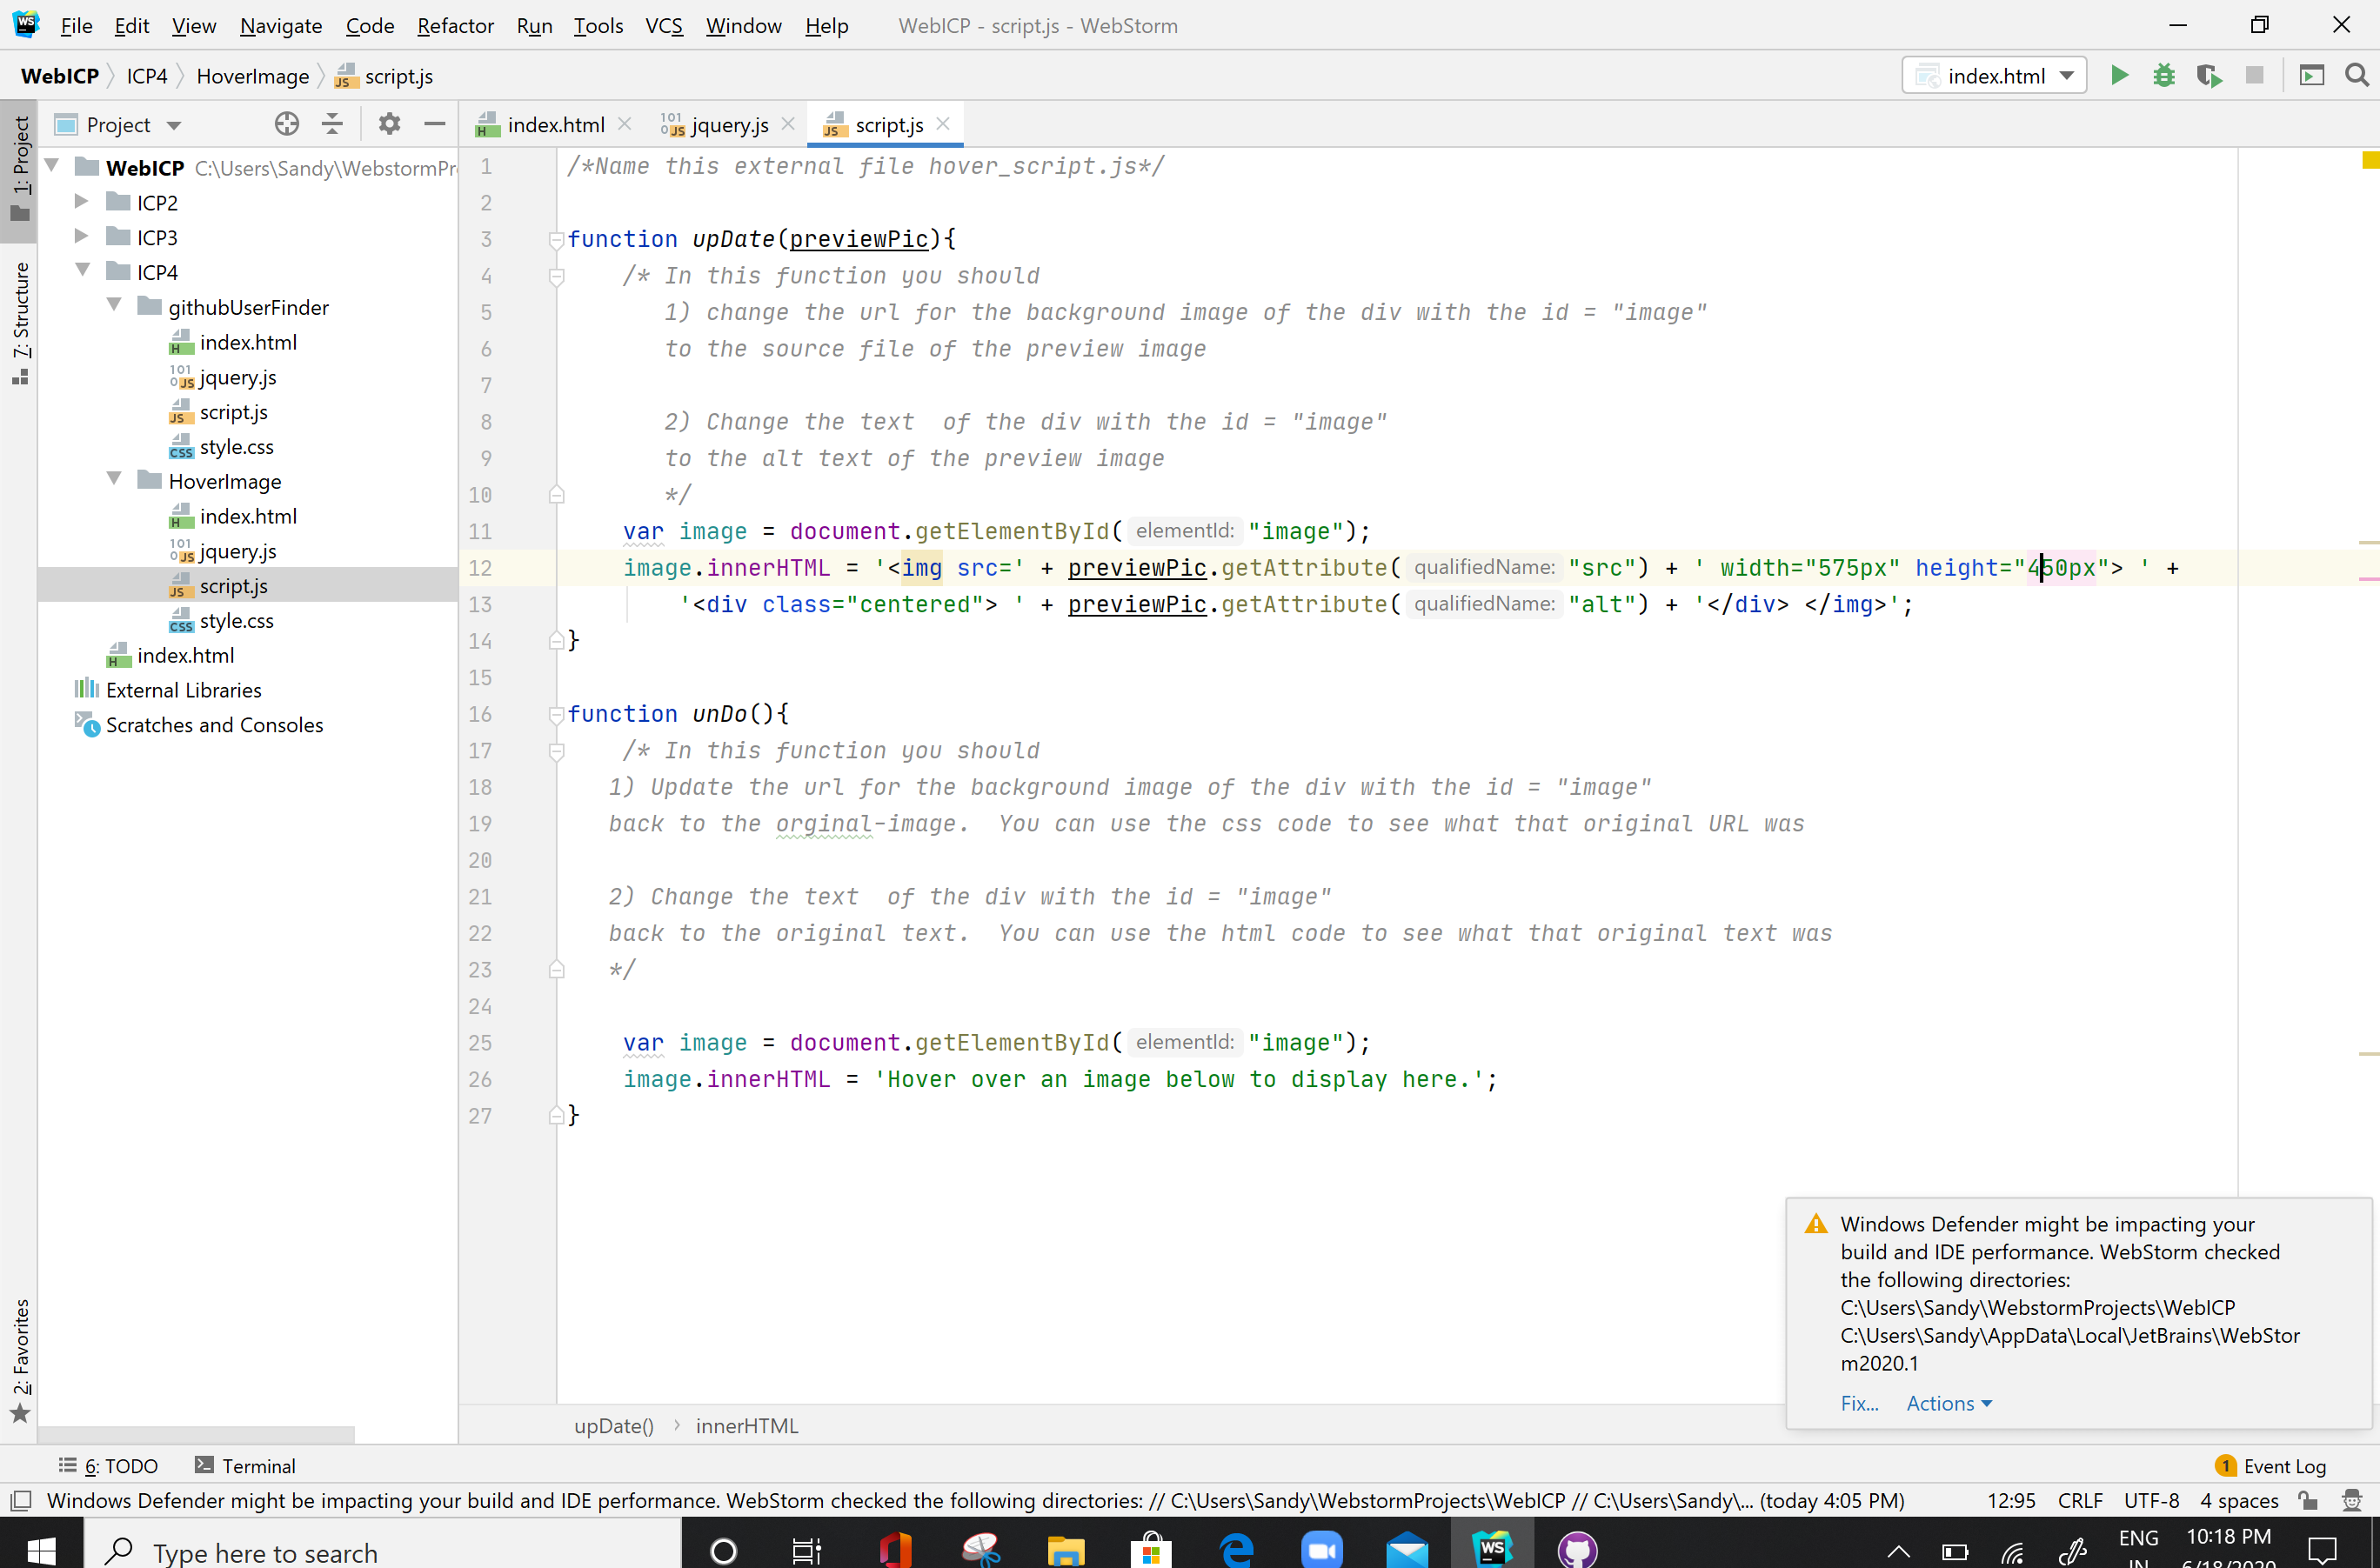 WS File Edit View Navigate Code Refactor Run Tools VCS Window Help WebICP - script.js - WebStorm
WebICP ICP4 HoverImage script.js index.html
1: Project
7: Structure
2: Favorites
Project
WebICP C:\Users\Sandy\WebstormPr
ICP2
ICP3
ICP4
githubUserFinder
index.html
jquery.js
script.js
style.css
HoverImage
index.html
jquery.js
script.js
style.css
index.html
External Libraries
Scratches and Consoles
index.html jquery.js script.js
1 /*Name this external file hover_script.js*/
2
3 function upDate(previewPic){
4 /* In this function you should
5 1) change the url for the background image of the div with the id = "image"
6 to the source file of the preview image
7
8 2) Change the text  of the div with the id = "image"
9 to the alt text of the preview image
10 */
11 var image = document.getElementById( elementId: "image");
12 image.innerHTML = '<img src=' + previewPic.getAttribute( qualifiedName: "src") + ' width="575px" height="450px"> ' +
13 '<div class="centered"> ' + previewPic.getAttribute( qualifiedName: "alt") + '</div> </img>';
14 }
15
16 function unDo(){
17 /* In this function you should
18 1) Update the url for the background image of the div with the id = "image"
19 back to the orginal-image.  You can use the css code to see what that original URL was
20
21 2) Change the text  of the div with the id = "image"
22 back to the original text.  You can use the html code to see what that original text was
23 */
24
25 var image = document.getElementById( elementId: "image");
26 image.innerHTML = 'Hover over an image below to display here.';
27 }
Windows Defender might be impacting your
build and IDE performance. WebStorm checked
the following directories:
C:\Users\Sandy\WebstormProjects\WebICP
C:\Users\Sandy\AppData\Local\JetBrains\WebStor
m2020.1
Fix... Actions
upDate() innerHTML
6: TODO Terminal 1 Event Log
Windows Defender might be impacting your build and IDE performance. WebStorm checked the following directories: // C:\Users\Sandy\WebstormProjects\WebICP // C:\Users\Sandy\... (today 4:05 PM) 12:95 CRLF UTF-8 4 spaces
Type here to search WS ENG 10:18 PM
IN 6/18/2020